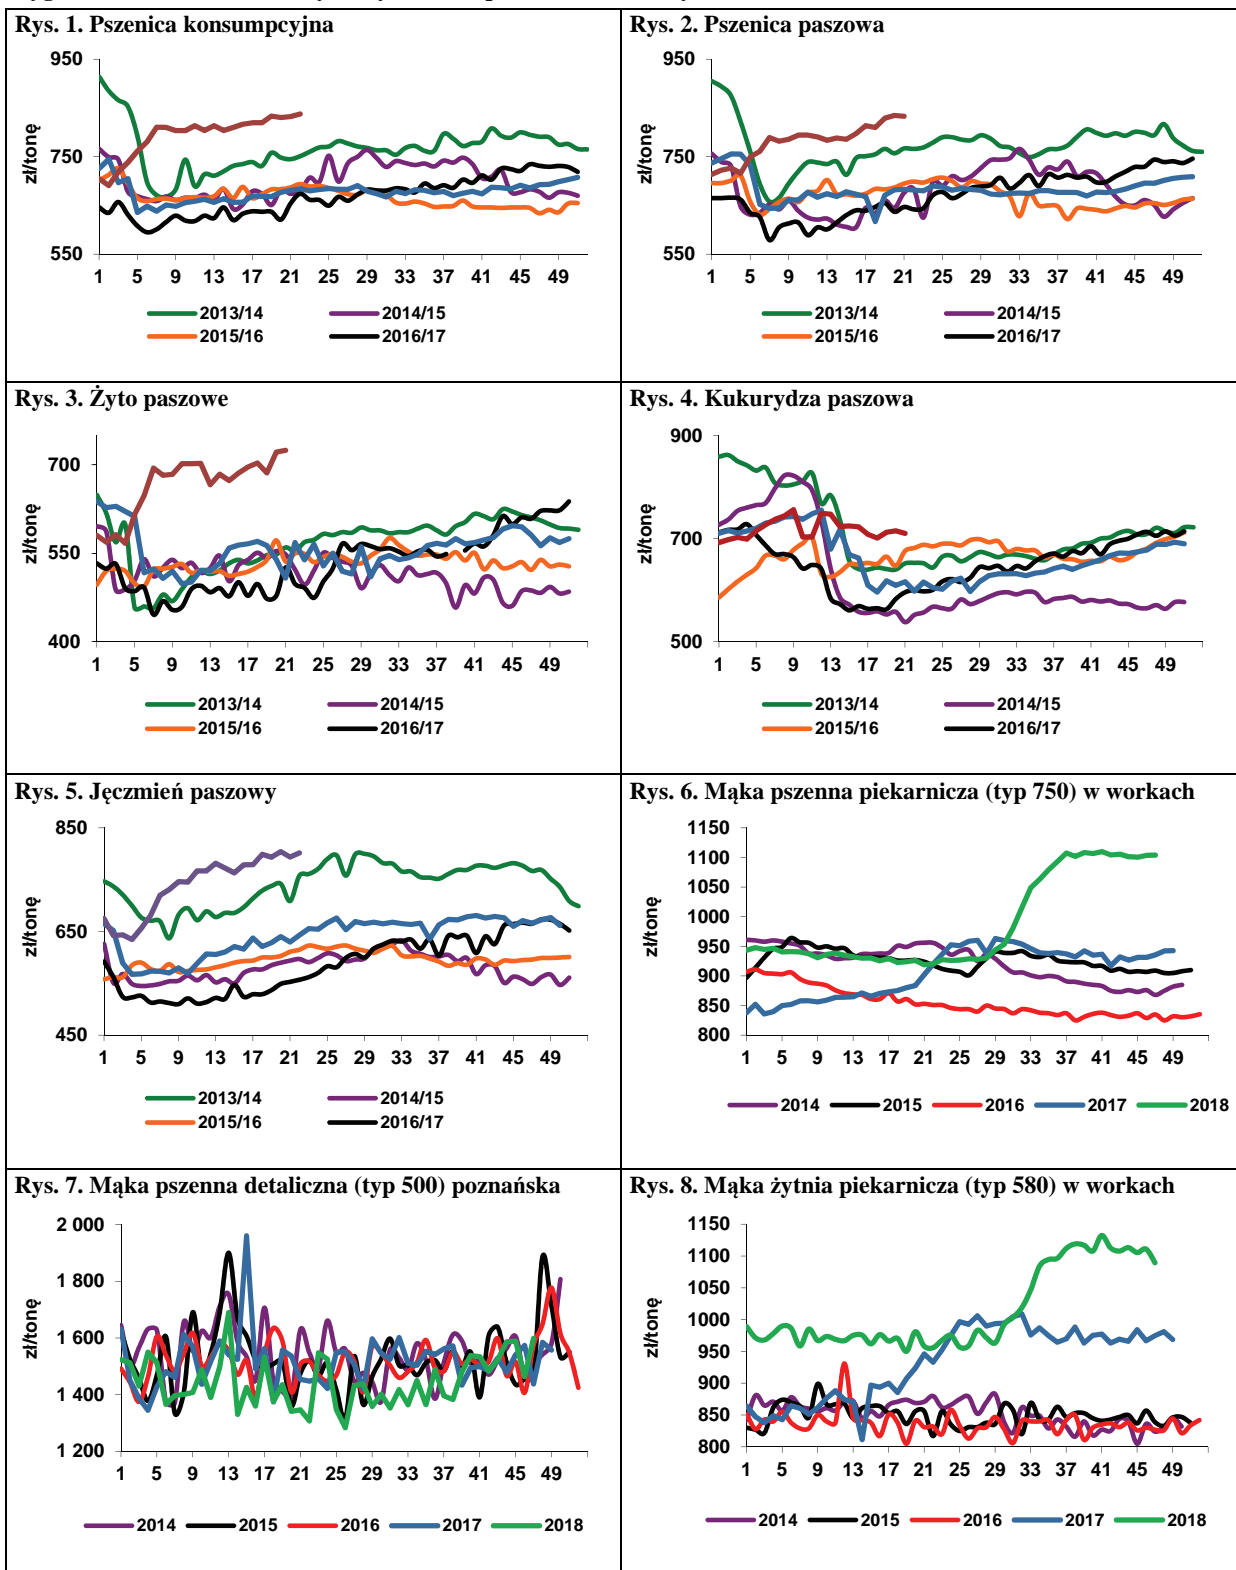 Rys. 1. Pszenica konsumpcyjna
950
750
550
zł/tonę
1 5 9 13 17 21 25 29 33 37 41 45 49
2013/14 2014/15
2015/16 2016/17
Rys. 2. Pszenica paszowa
950
750
550
zł/tonę
1 5 9 13 17 21 25 29 33 37 41 45 49
2013/14 2014/15
2015/16 2016/17
Rys. 3. Żyto paszowe
700
550
400
zł/tonę
1 5 9 13 17 21 25 29 33 37 41 45 49
2013/14 2014/15
2015/16 2016/17
Rys. 4. Kukurydza paszowa
900
700
500
zł/tonę
1 5 9 13 17 21 25 29 33 37 41 45 49
2013/14 2014/15
2015/16 2016/17
Rys. 5. Jęczmień paszowy
850
650
450
zł/tonę
1 5 9 13 17 21 25 29 33 37 41 45 49
2013/14 2014/15
2015/16 2016/17
Rys. 6. Mąka pszenna piekarnicza (typ 750) w workach
1150
1100
1050
1000
950
900
850
800
zł/tonę
1 5 9 13 17 21 25 29 33 37 41 45 49
2014 2015 2016 2017 2018
Rys. 7. Mąka pszenna detaliczna (typ 500) poznańska
2 000
1 800
1 600
1 400
1 200
zł/tonę
1 5 9 13 17 21 25 29 33 37 41 45 49
2014 2015 2016 2017 2018
Rys. 8. Mąka żytnia piekarnicza (typ 580) w workach
1150
1100
1050
1000
950
900
850
800
zł/tonę
1 5 9 13 17 21 25 29 33 37 41 45 49
2014 2015 2016 2017 2018